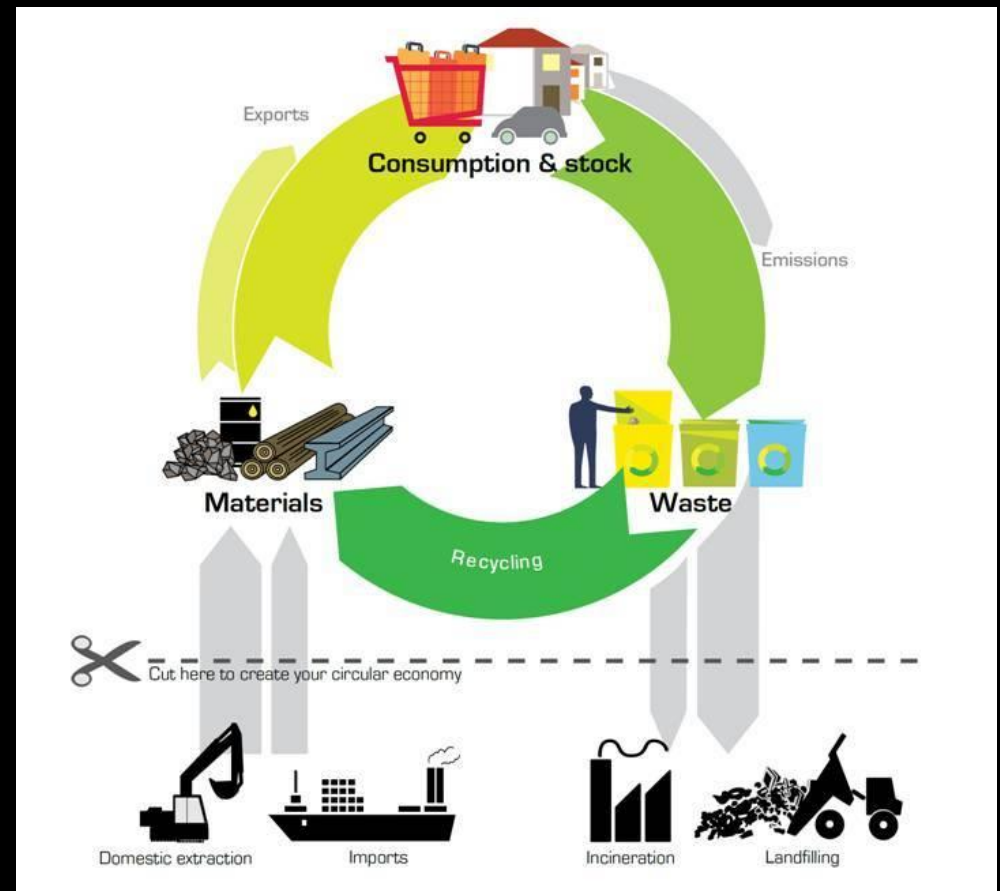 Exports
Consumption & stock
Emissions
Materials
Waste
Recycling
Cut here to create your circular economy
Domestic extraction
Imports
Incineration
Landfilling